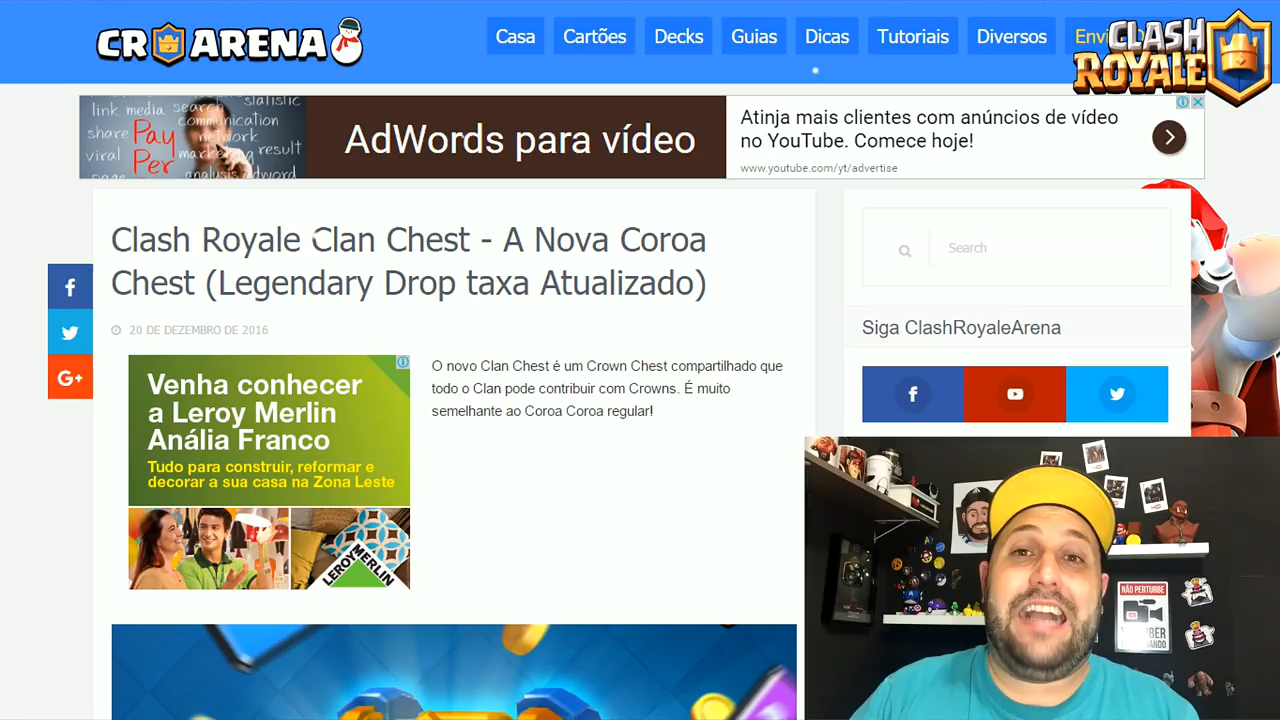 CR ARENA
Casa Cartões Decks Guias Dicas Tutoriais Diversos
CLASH
ROYALE
link media search statistic
communication
share Pay network
viral Per market result
analysis adword
AdWords para vídeo
Atinja mais clientes com anúncios de vídeo
no YouTube. Comece hoje!
www.youtube.com/yt/advertise
Clash Royale Clan Chest - A Nova Coroa
Chest (Legendary Drop taxa Atualizado)
20 DE DEZEMBRO DE 2016
Search
Siga ClashRoyaleArena
f
G+
f
Venha conhecer
a Leroy Merlin
Anália Franco
Tudo para construir, reformar e
decorar a sua casa na Zona Leste
LEROY MERLIN
O novo Clan Chest é um Crown Chest compartilhado que
todo o Clan pode contribuir com Crowns. É muito
semelhante ao Coroa Coroa regular!
NÃO PERTURBE